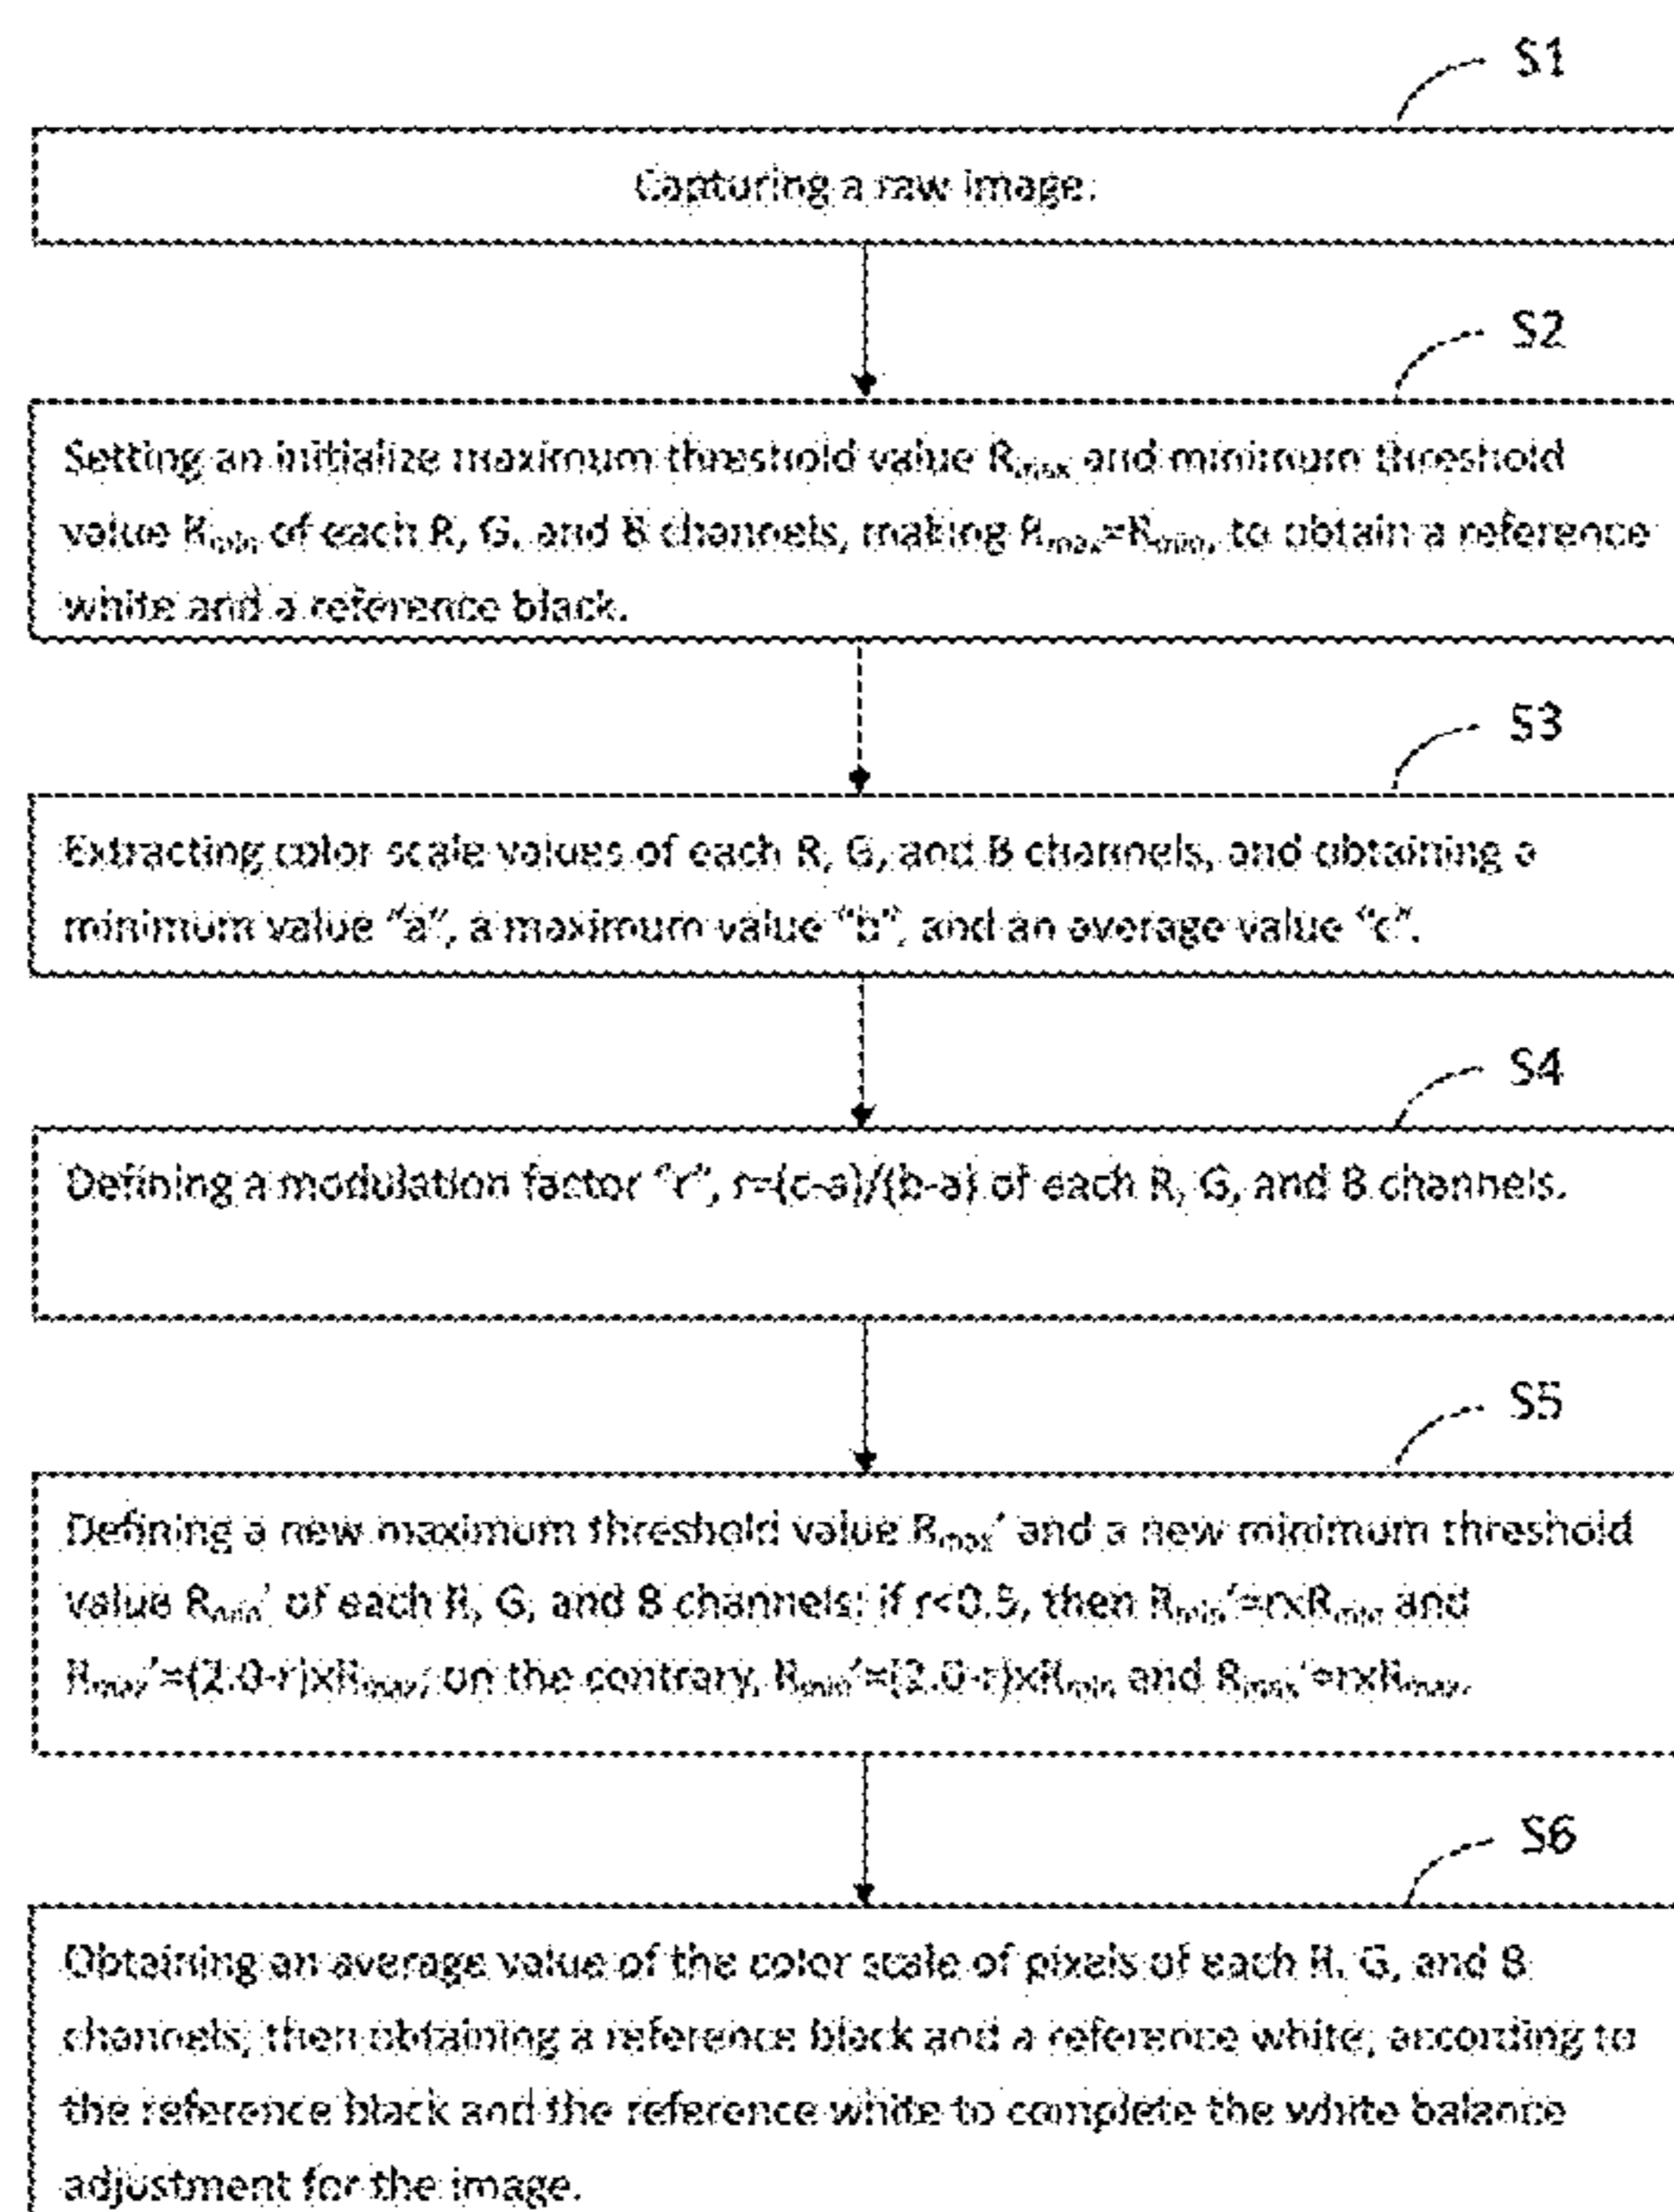 S1
Capturing a raw image.
S2
Setting an initialize maximum threshold value Rmax and minimum threshold
value Rmin of each R, G, and B channels, making Rmax=Rmin, to obtain a reference
white and a reference black.
S3
Extracting color scale values of each R, G, and B channels, and obtaining a
minimum value “a”, a maximum value “b”, and an average value “c”.
S4
Defining a modulation factor “r”, r=(c-a)/(b-a) of each R, G, and B channels.
S5
Defining a new maximum threshold value Rmax’ and a new minimum threshold
value Rmin’ of each R, G, and B channels; if r<0.5, then Rmin’=rxRmin and
Rmax’=(2.0-r)xRmax, on the contrary, Rmin’=(2.0-r)xRmin and Rmax’=rxRmax.
S6
Obtaining an average value of the color scale of pixels of each R, G, and B
channels, then obtaining a reference black and a reference white, according to
the reference black and the reference white to complete the white balance
adjustment for the image.